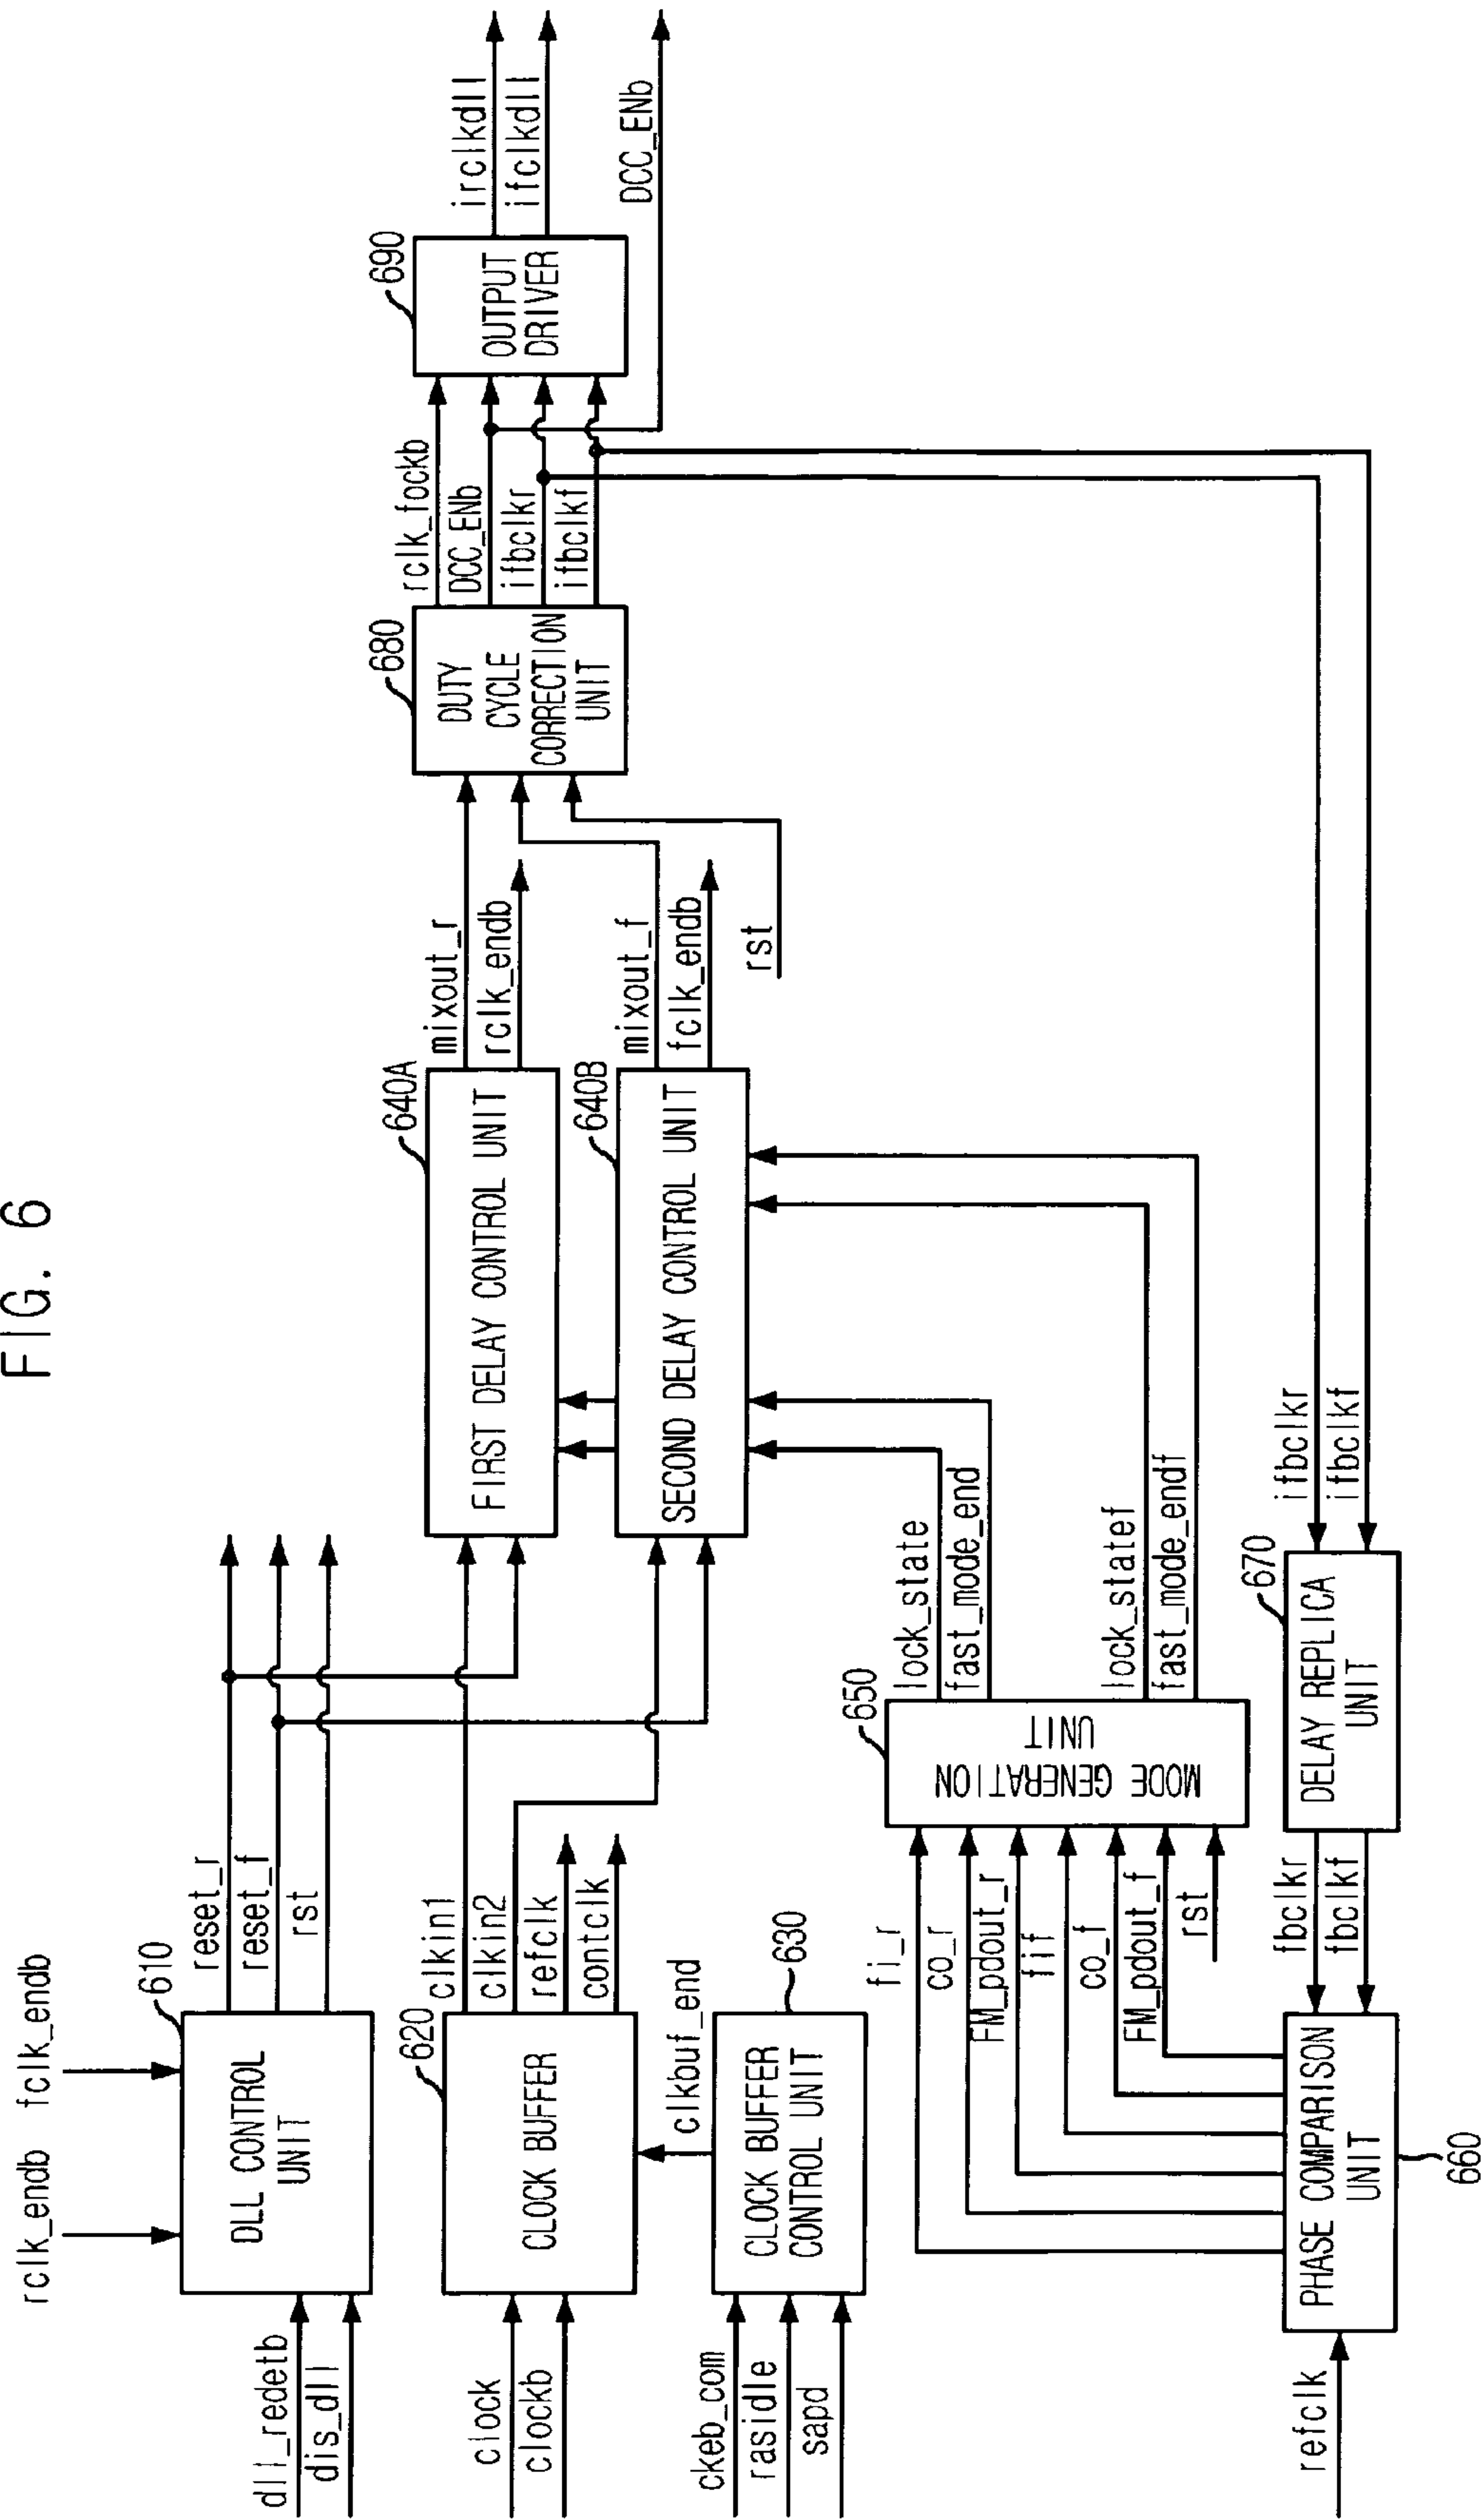 FIG. 6
rclk_endb
fclk_endb
dll_redetb
dis_dll
610
DLL CONTROL
UNIT
reset_r
reset_f
rst
clock
clockb
620
CLOCK BUFFER
clkin1
clkin2
refclk
contclk
clkbuf_end
ckeb_com
rasidle
sapd
630
CLOCK BUFFER
CONTROL UNIT
640A
FIRST DELAY CONTROL UNIT
mixout_r
rclk_endb
640B
SECOND DELAY CONTROL UNIT
mixout_f
fclk_endb
rst
680
DUTY
CYCLE
CORRECTION
UNIT
rclk_fockb
DCC_ENb
ifbclkr
ifbclkf
690
OUTPUT
DRIVER
irclkdll
ifclkdll
DCC_ENb
fi_r
co_r
FM_pdout_r
fif
co_f
FM_pdout_f
rst
650
MODE GENERATION
UNIT
lock_state
fast_mode_end
lock_statef
fast_mode_endf
refclk
PHASE COMPARISON
UNIT
660
fbclkr
fbclkf
670
DELAY REPLICA
UNIT
ifbclkr
ifbclkf